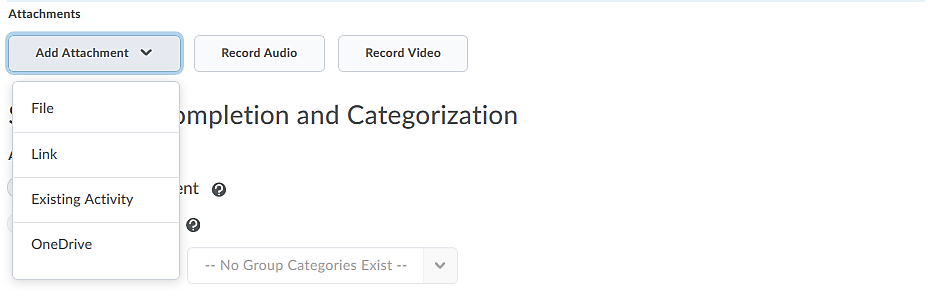 Attachments
Add Attachment Record Audio Record Video
File
ompletion and Categorization
Link
Existing Activity
ent
OneDrive
-- No Group Categories Exist --